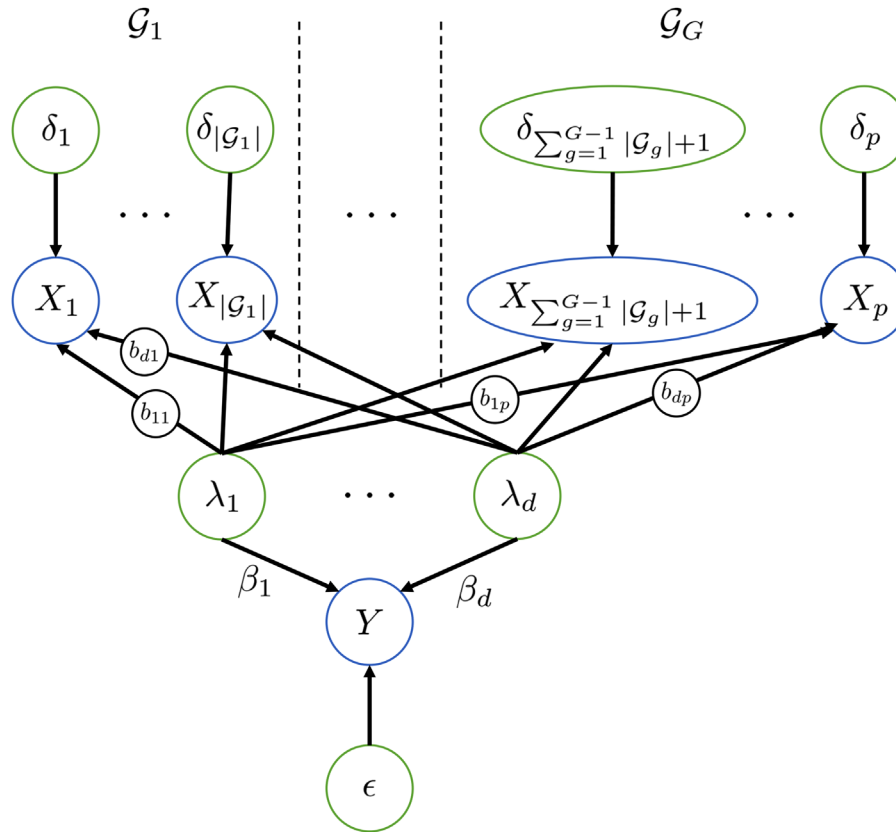 𝒢₁ 𝒢_G
δ₁ δ_{|𝒢₁|} δ_{∑_{g=1}^{G−1} |𝒢_g|+1} δ_p
··· ··· ···
X₁ X_{|𝒢₁|} X_{∑_{g=1}^{G−1} |𝒢_g|+1} X_p
b_{d1}
b_{11} b_{1p} b_{dp}
λ₁ ··· λ_d
β₁ β_d
Y
ϵ